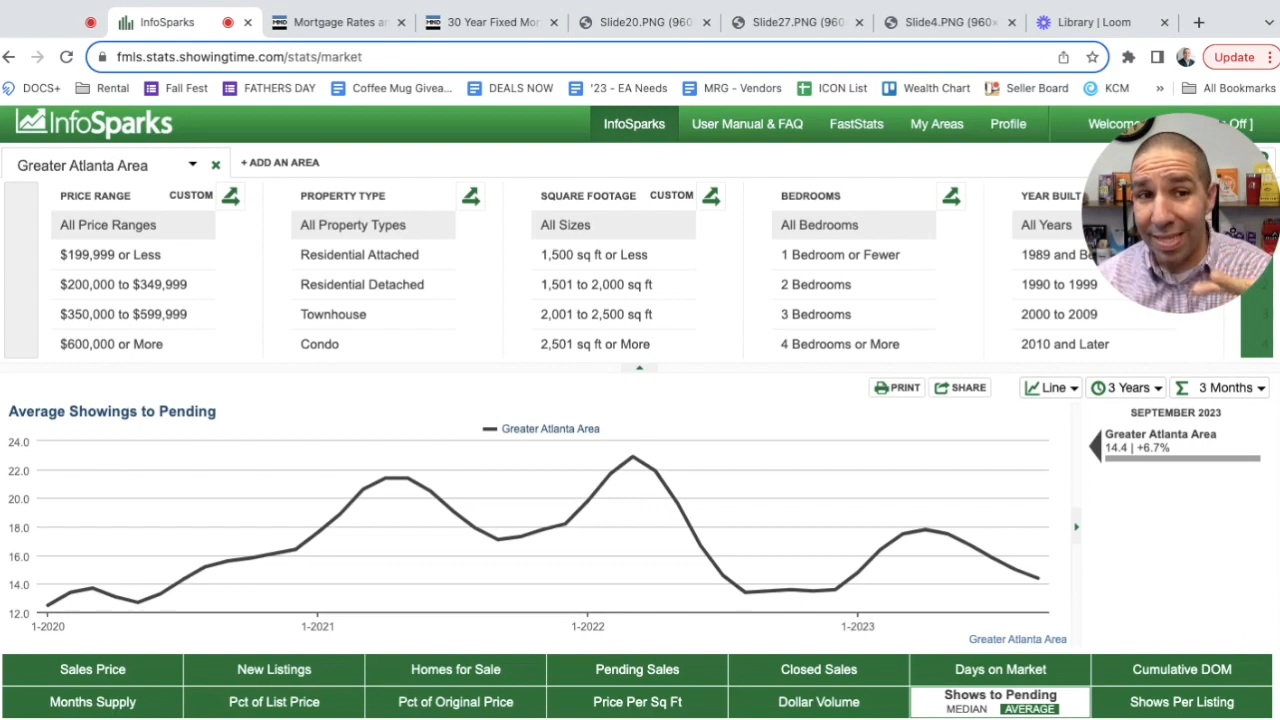 InfoSparks
Mortgage Rates an
30 Year Fixed Mor
Slide20.PNG (960
Slide27.PNG (960
Slide4.PNG (960×
Library | Loom
fmls.stats.showingtime.com/stats/market
Update
DOCS+
Rental
Fall Fest
FATHERS DAY
Coffee Mug Givea...
DEALS NOW
'23 - EA Needs
MRG - Vendors
ICON List
Wealth Chart
Seller Board
KCM
»
All Bookmarks
InfoSparks
InfoSparks
User Manual & FAQ
FastStats
My Areas
Profile
Welcome
Off ]
Greater Atlanta Area
+ ADD AN AREA
PRICE RANGE
CUSTOM
All Price Ranges
$199,999 or Less
$200,000 to $349,999
$350,000 to $599,999
$600,000 or More
PROPERTY TYPE
All Property Types
Residential Attached
Residential Detached
Townhouse
Condo
SQUARE FOOTAGE
CUSTOM
All Sizes
1,500 sq ft or Less
1,501 to 2,000 sq ft
2,001 to 2,500 sq ft
2,501 sq ft or More
BEDROOMS
All Bedrooms
1 Bedroom or Fewer
2 Bedrooms
3 Bedrooms
4 Bedrooms or More
YEAR BUILT
All Years
1989 and Be
1990 to 1999
2000 to 2009
2010 and Later
PRINT
SHARE
Line
3 Years
Σ 3 Months
Average Showings to Pending
Greater Atlanta Area
24.0
22.0
20.0
18.0
16.0
14.0
12.0
1-2020
1-2021
1-2022
1-2023
Greater Atlanta Area
SEPTEMBER 2023
Greater Atlanta Area
14.4 | +6.7%
Sales Price
New Listings
Homes for Sale
Pending Sales
Closed Sales
Days on Market
Cumulative DOM
Months Supply
Pct of List Price
Pct of Original Price
Price Per Sq Ft
Dollar Volume
Shows to Pending
MEDIAN AVERAGE
Shows Per Listing